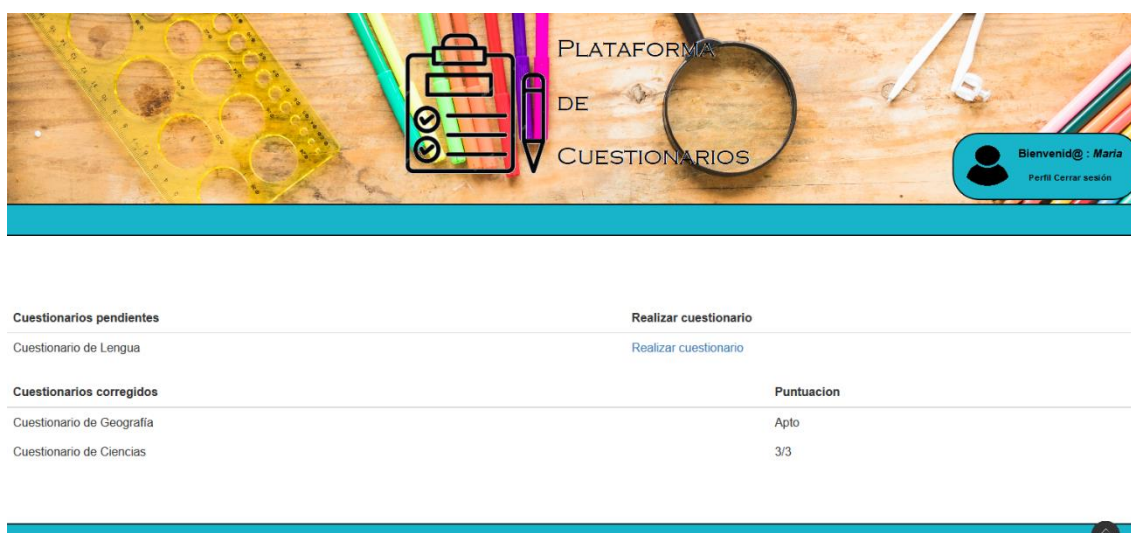 PLATAFORMA
DE
CUESTIONARIOS
Bienvenid@ : Maria
Perfil Cerrar sesión
Cuestionarios pendientes Realizar cuestionario
Cuestionario de Lengua Realizar cuestionario
Cuestionarios corregidos Puntuacion
Cuestionario de Geografía Apto
Cuestionario de Ciencias 3/3